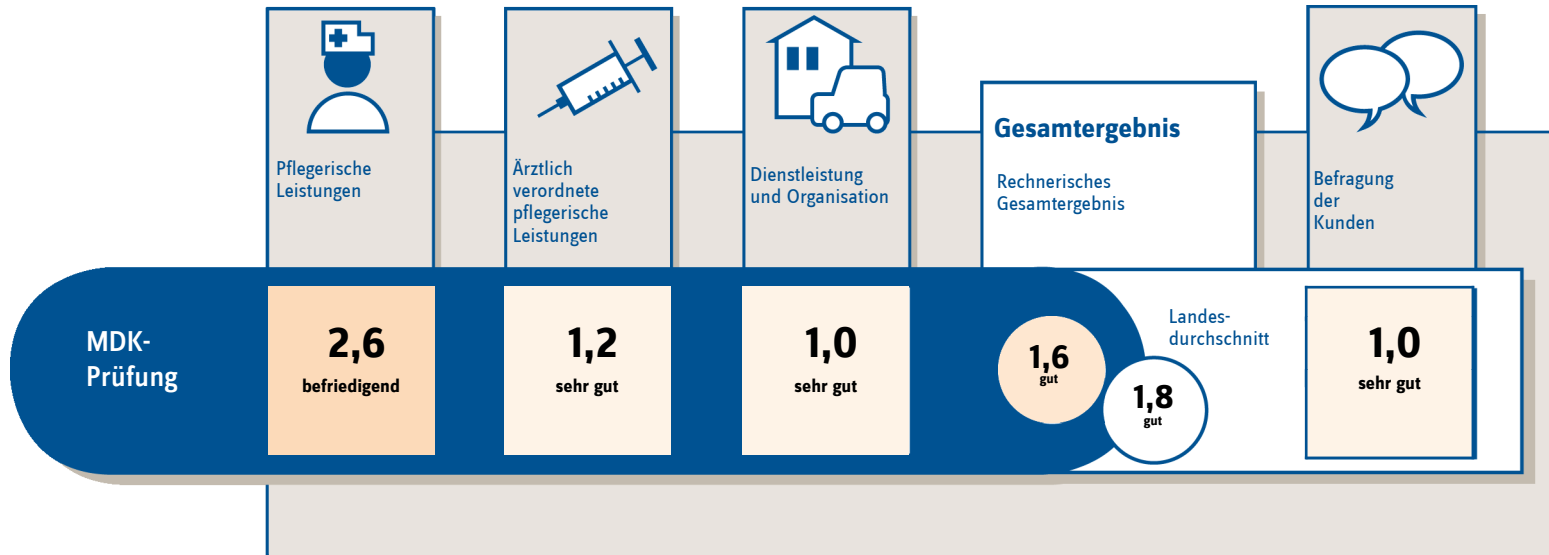 Pflegerische
Leistungen
Ärztlich
verordnete
pflegerische
Leistungen
Dienstleistung
und Organisation
Gesamtergebnis
Rechnerisches
Gesamtergebnis
Befragung
der
Kunden
MDK-
Prüfung
2,6
befriedigend
1,2
sehr gut
1,0
sehr gut
1,6
gut
Landes-
durchschnitt
1,8
gut
1,0
sehr gut